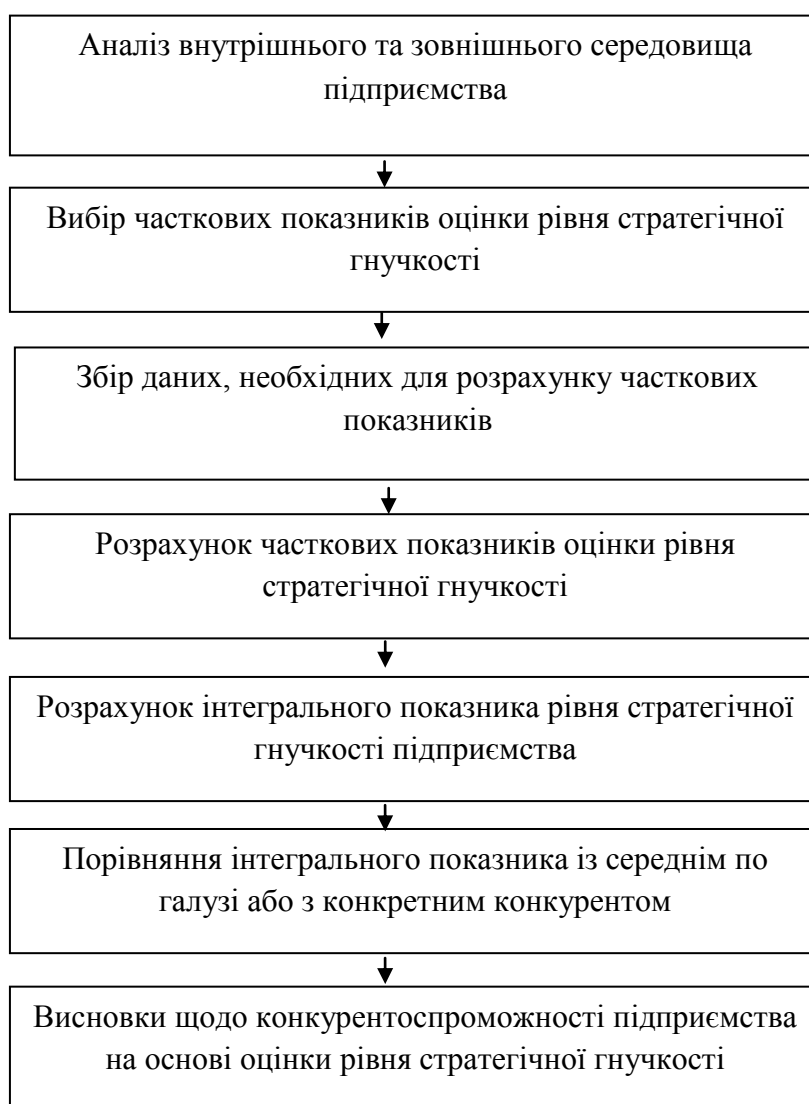 Аналіз внутрішнього та зовнішнього середовища
підприємства
Вибір часткових показників оцінки рівня стратегічної
гнучкості
Збір даних, необхідних для розрахунку часткових
показників
Розрахунок часткових показників оцінки рівня
стратегічної гнучкості
Розрахунок інтегрального показника рівня стратегічної
гнучкості підприємства
Порівняння інтегрального показника із середнім по
галузі або з конкретним конкурентом
Висновки щодо конкурентоспроможності підприємства
на основі оцінки рівня стратегічної гнучкості